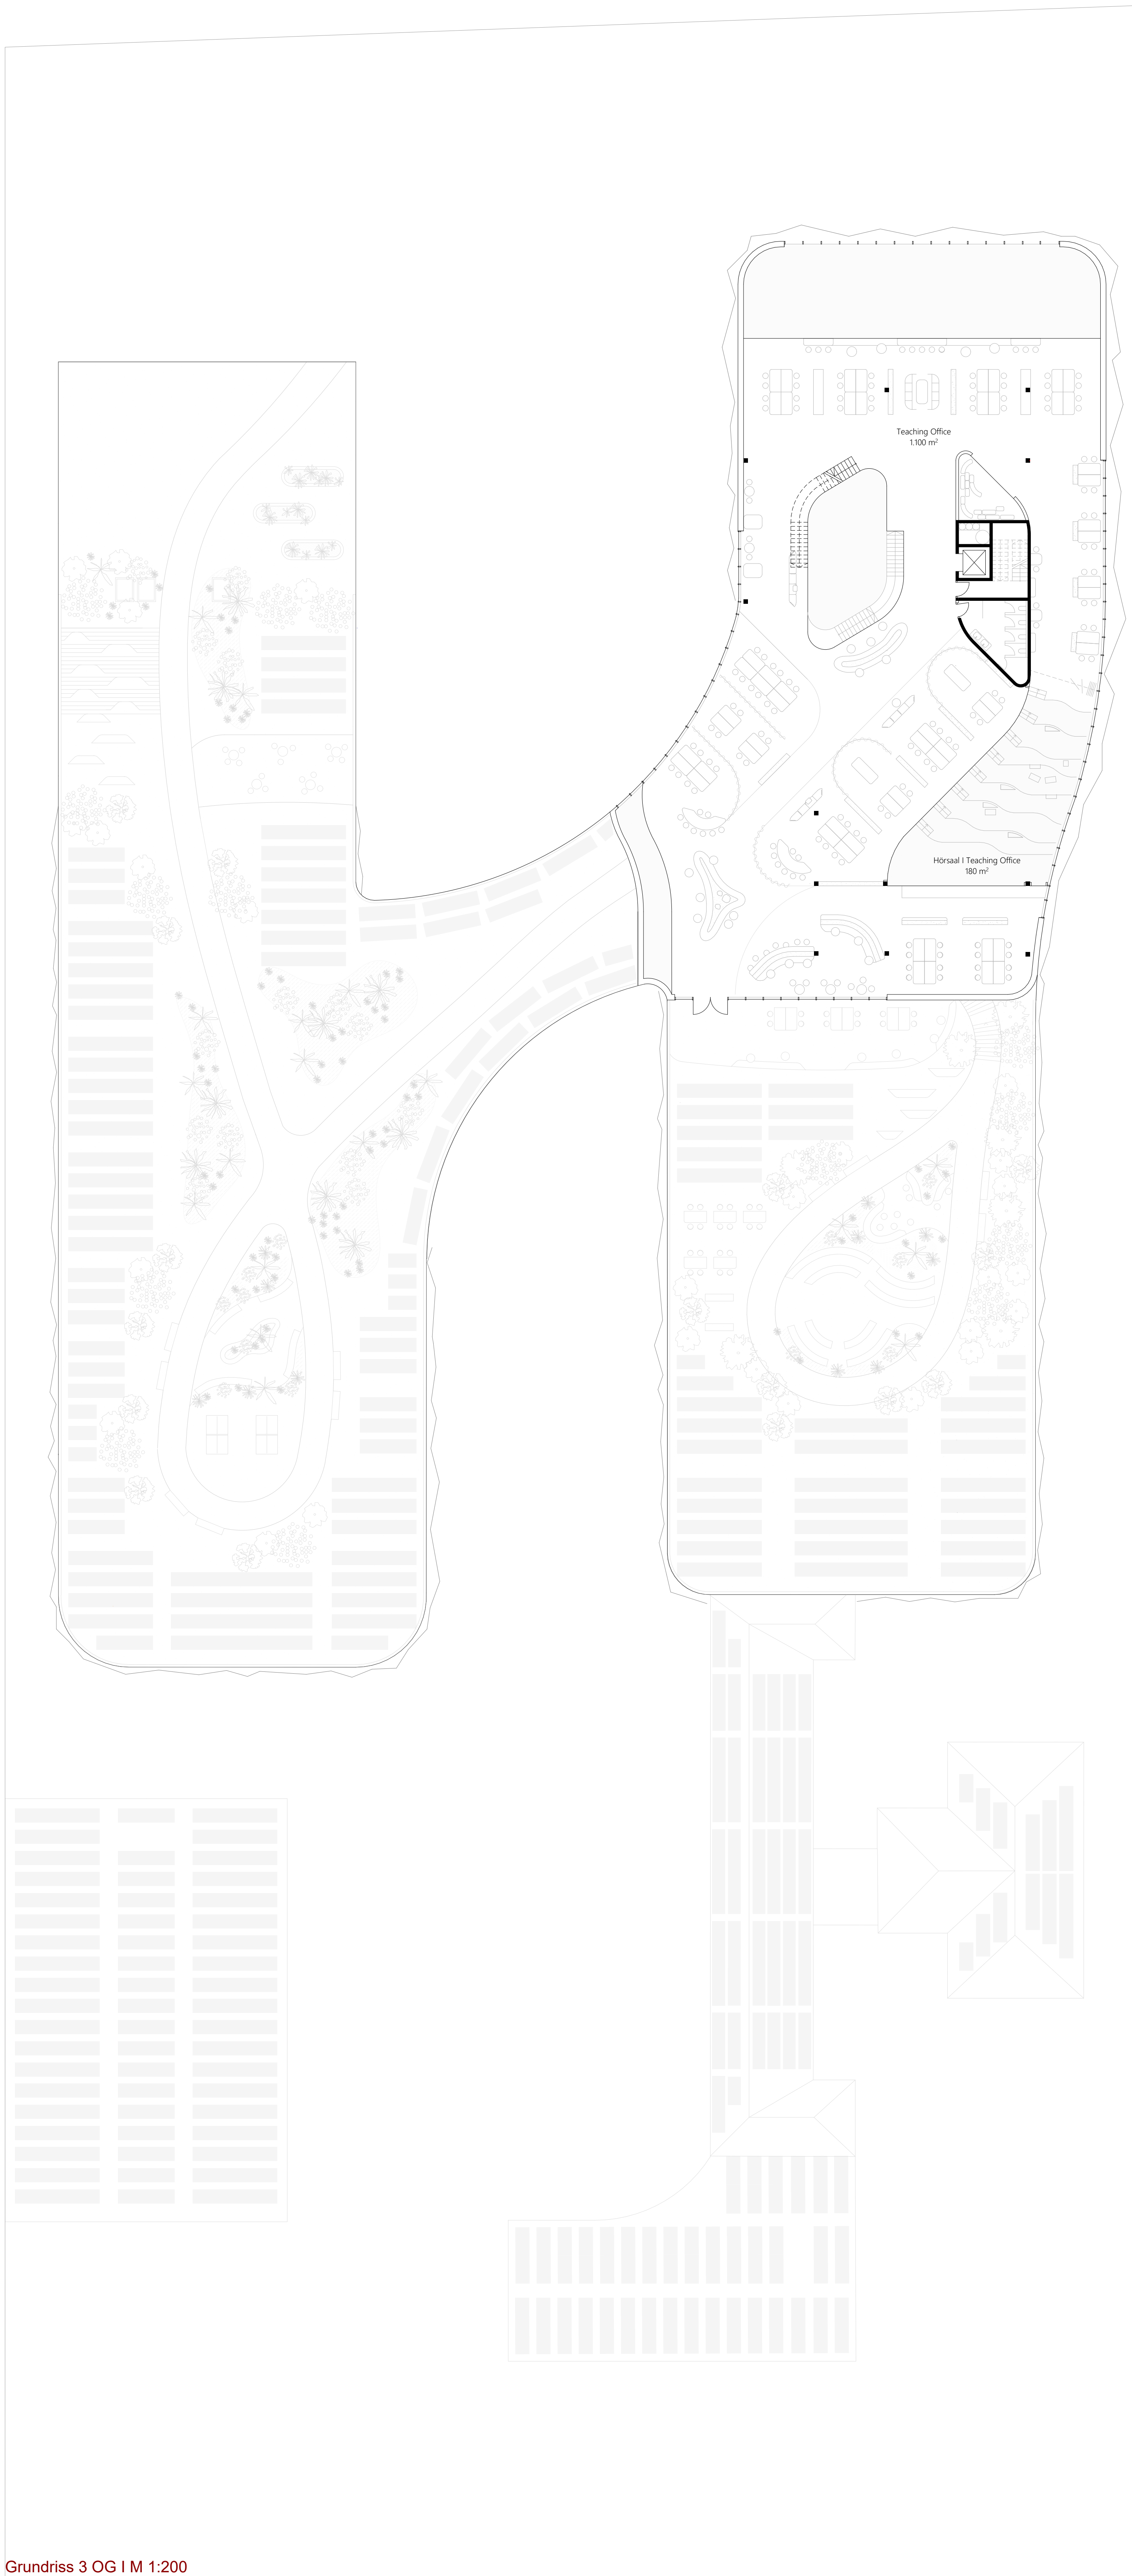 Teaching Office
1.100 m²
Hörsaal I Teaching Office
180 m²
Grundriss 3 OG I M 1:200